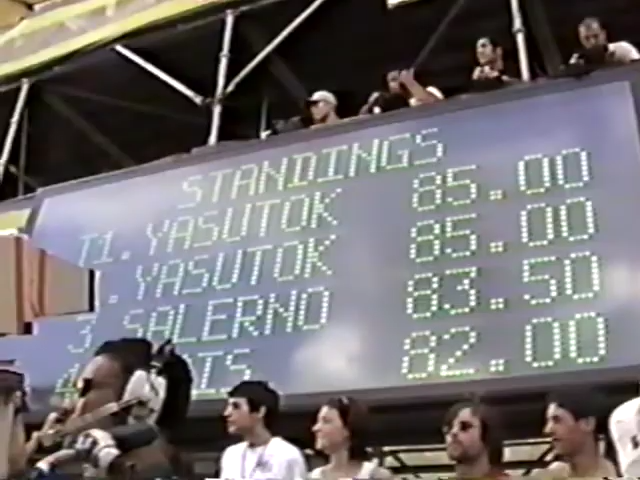 STANDINGS
T1. YASUTOK 85.00
. YASUTOK 85.00
3. SALERNO 83.50
82.00